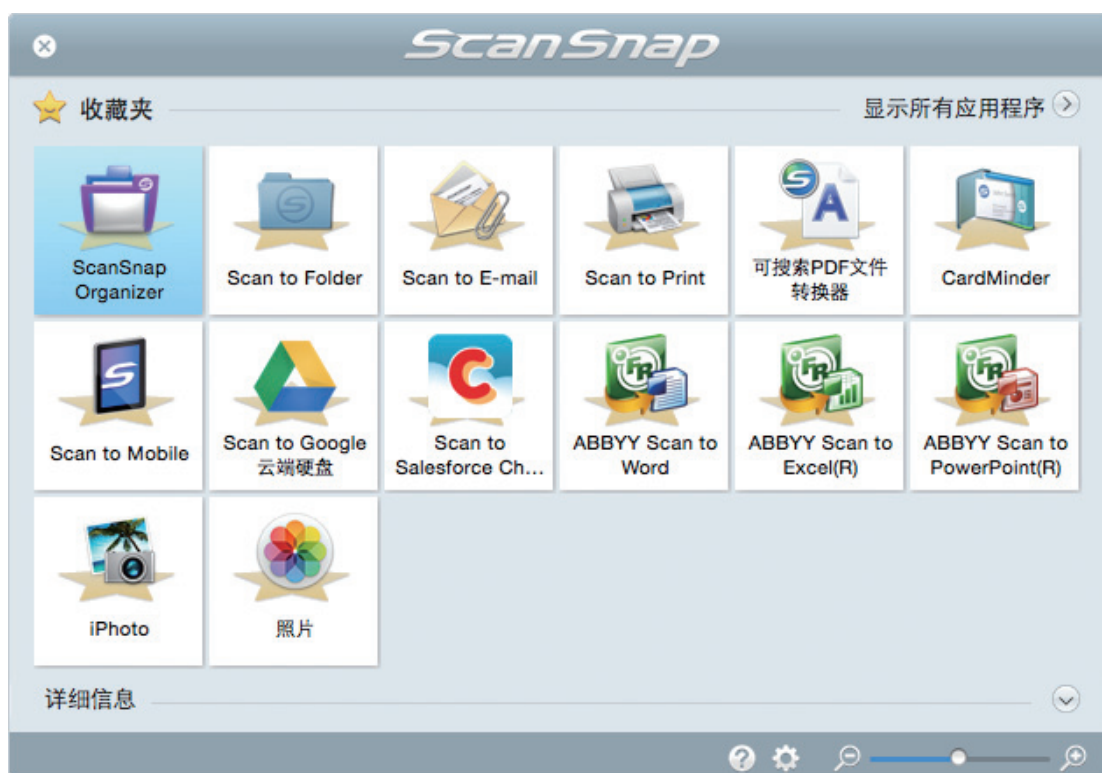 ScanSnap
收藏夹
显示所有应用程序
ScanSnap
Organizer
Scan to Folder
Scan to E-mail
Scan to Print
可搜索PDF文件
转换器
CardMinder
Scan to Mobile
Scan to Google
云端硬盘
Scan to
Salesforce Ch...
ABBYY Scan to
Word
ABBYY Scan to
Excel(R)
ABBYY Scan to
PowerPoint(R)
iPhoto
照片
详细信息